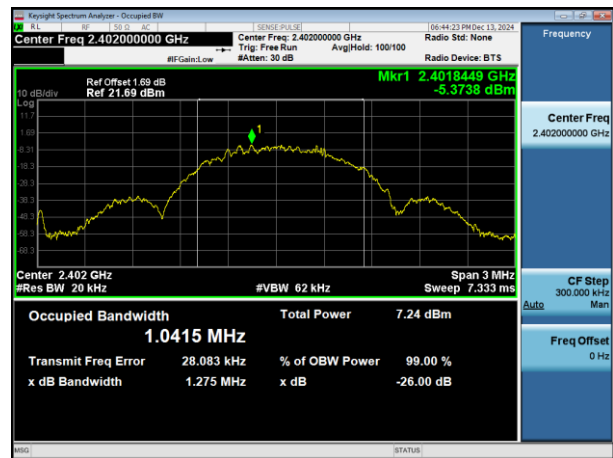 Keysight Spectrum Analyzer - Occupied BW
RL RF 50 Ω AC SENSE:PULSE 06:44:23 PM Dec 13, 2024
Center Freq 2.402000000 GHz Center Freq: 2.402000000 GHz Radio Std: None Frequency
Trig: Free Run Avg|Hold: 100/100
#IFGain:Low #Atten: 30 dB Radio Device: BTS
Ref Offset 1.69 dB Mkr1 2.4018449 GHz
10 dB/div Ref 21.69 dBm -5.3738 dBm
Log
11.7
1.69
-8.31
-18.3
-28.3
-38.3
-48.3
-58.3
-68.3
1
Center Freq
2.402000000 GHz
Center 2.402 GHz Span 3 MHz
#Res BW 20 kHz #VBW 62 kHz Sweep 7.333 ms
CF Step
300.000 kHz
Auto Man
Occupied Bandwidth Total Power 7.24 dBm
1.0415 MHz
Transmit Freq Error 28.083 kHz % of OBW Power 99.00 %
x dB Bandwidth 1.275 MHz x dB -26.00 dB
Freq Offset
0 Hz
MSG STATUS